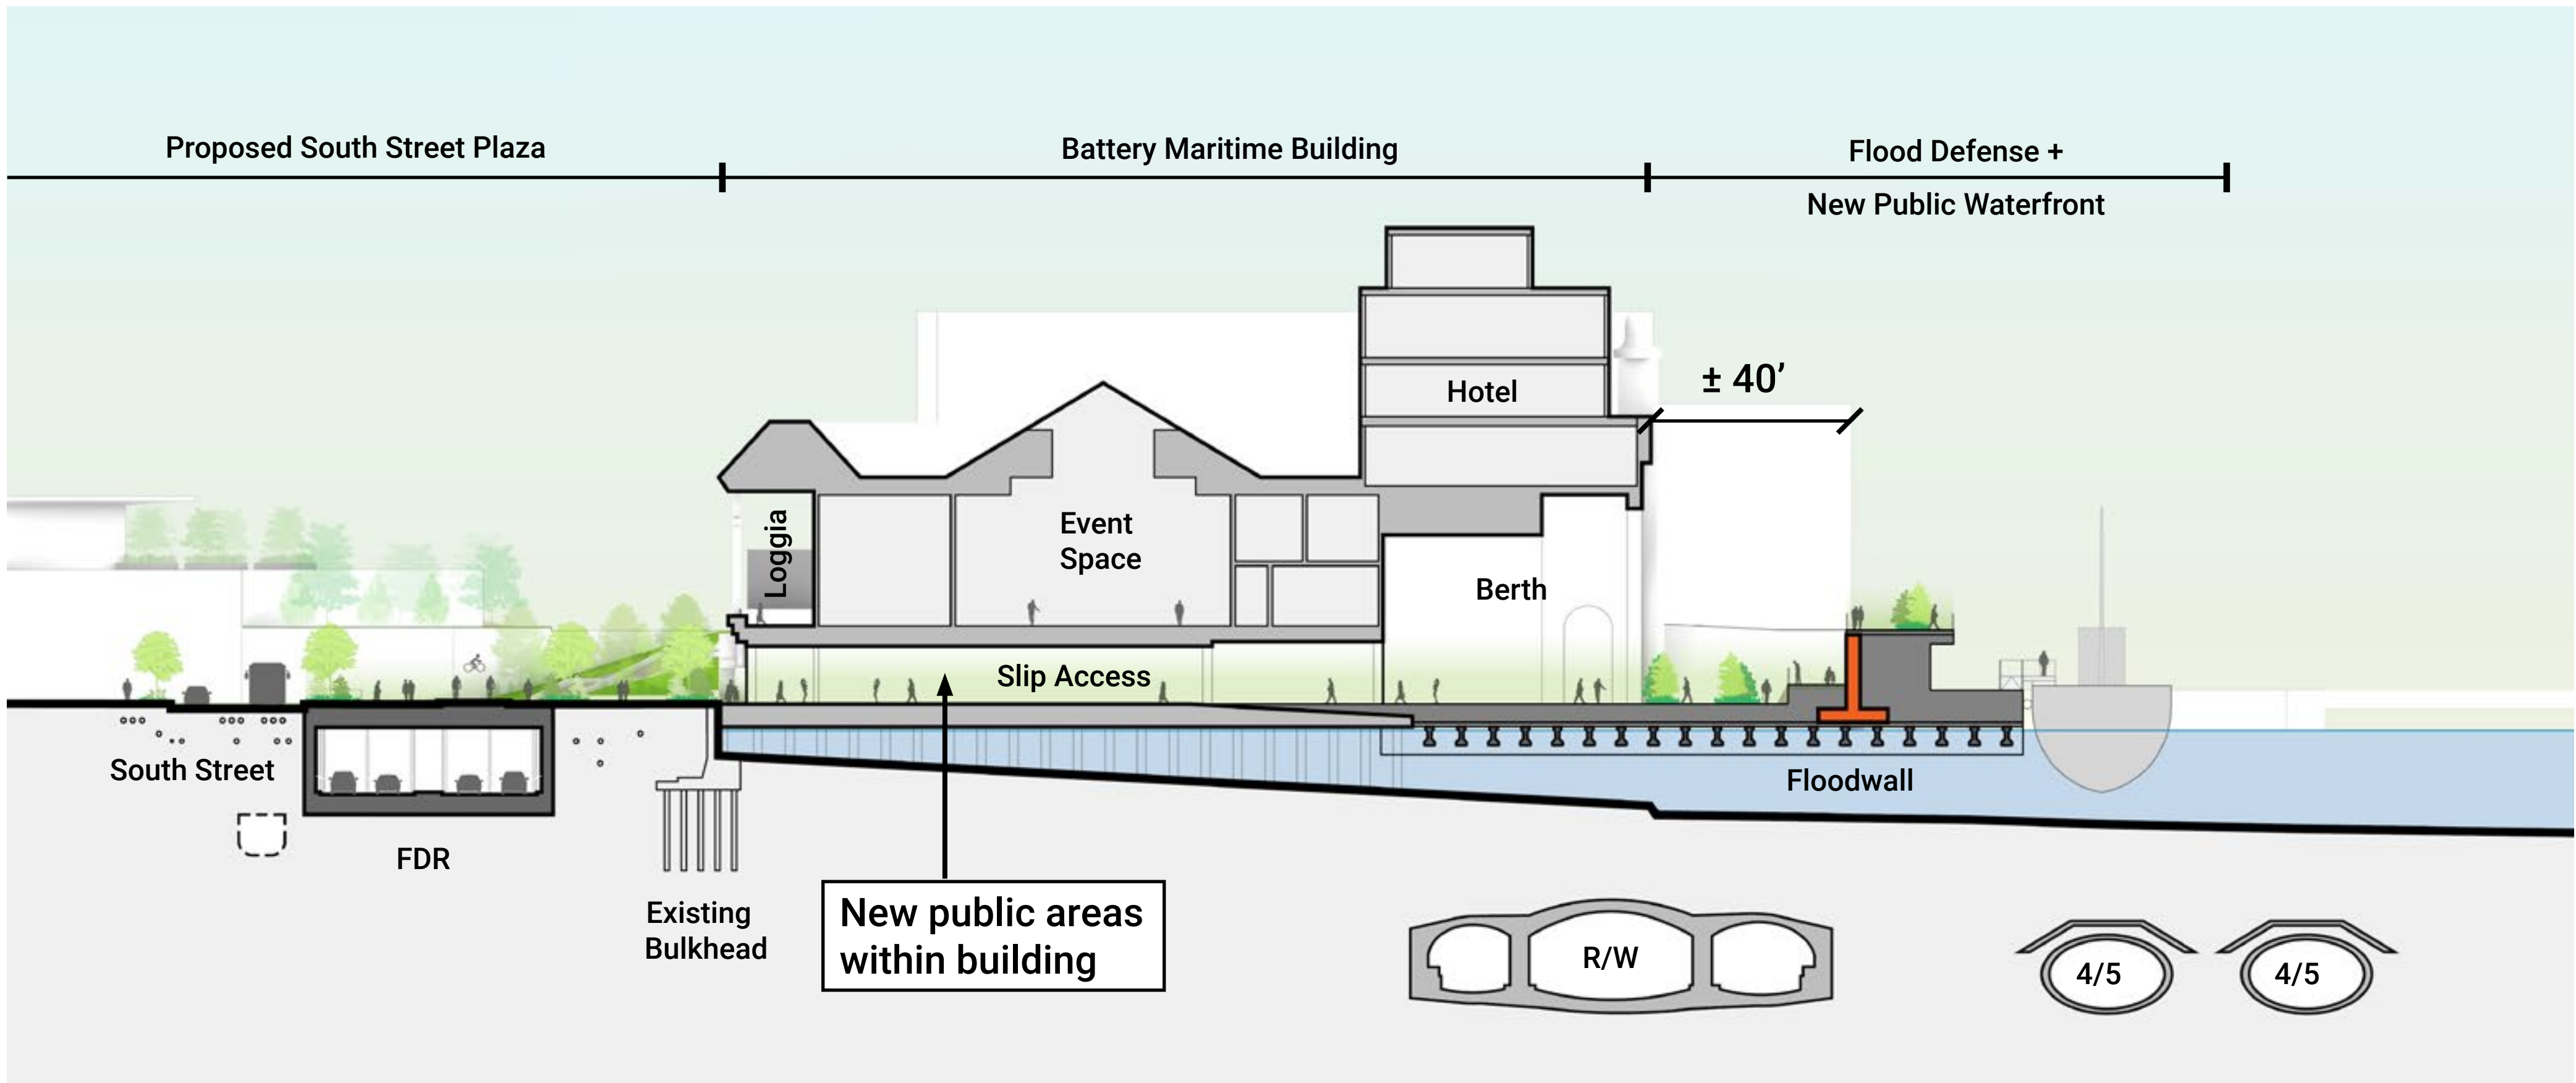 Proposed South Street Plaza
Battery Maritime Building
Flood Defense +
New Public Waterfront
± 40’
Hotel
Loggia
Event
Space
Berth
Slip Access
South Street
Floodwall
FDR
Existing
Bulkhead
New public areas
within building
R/W
4/5
4/5